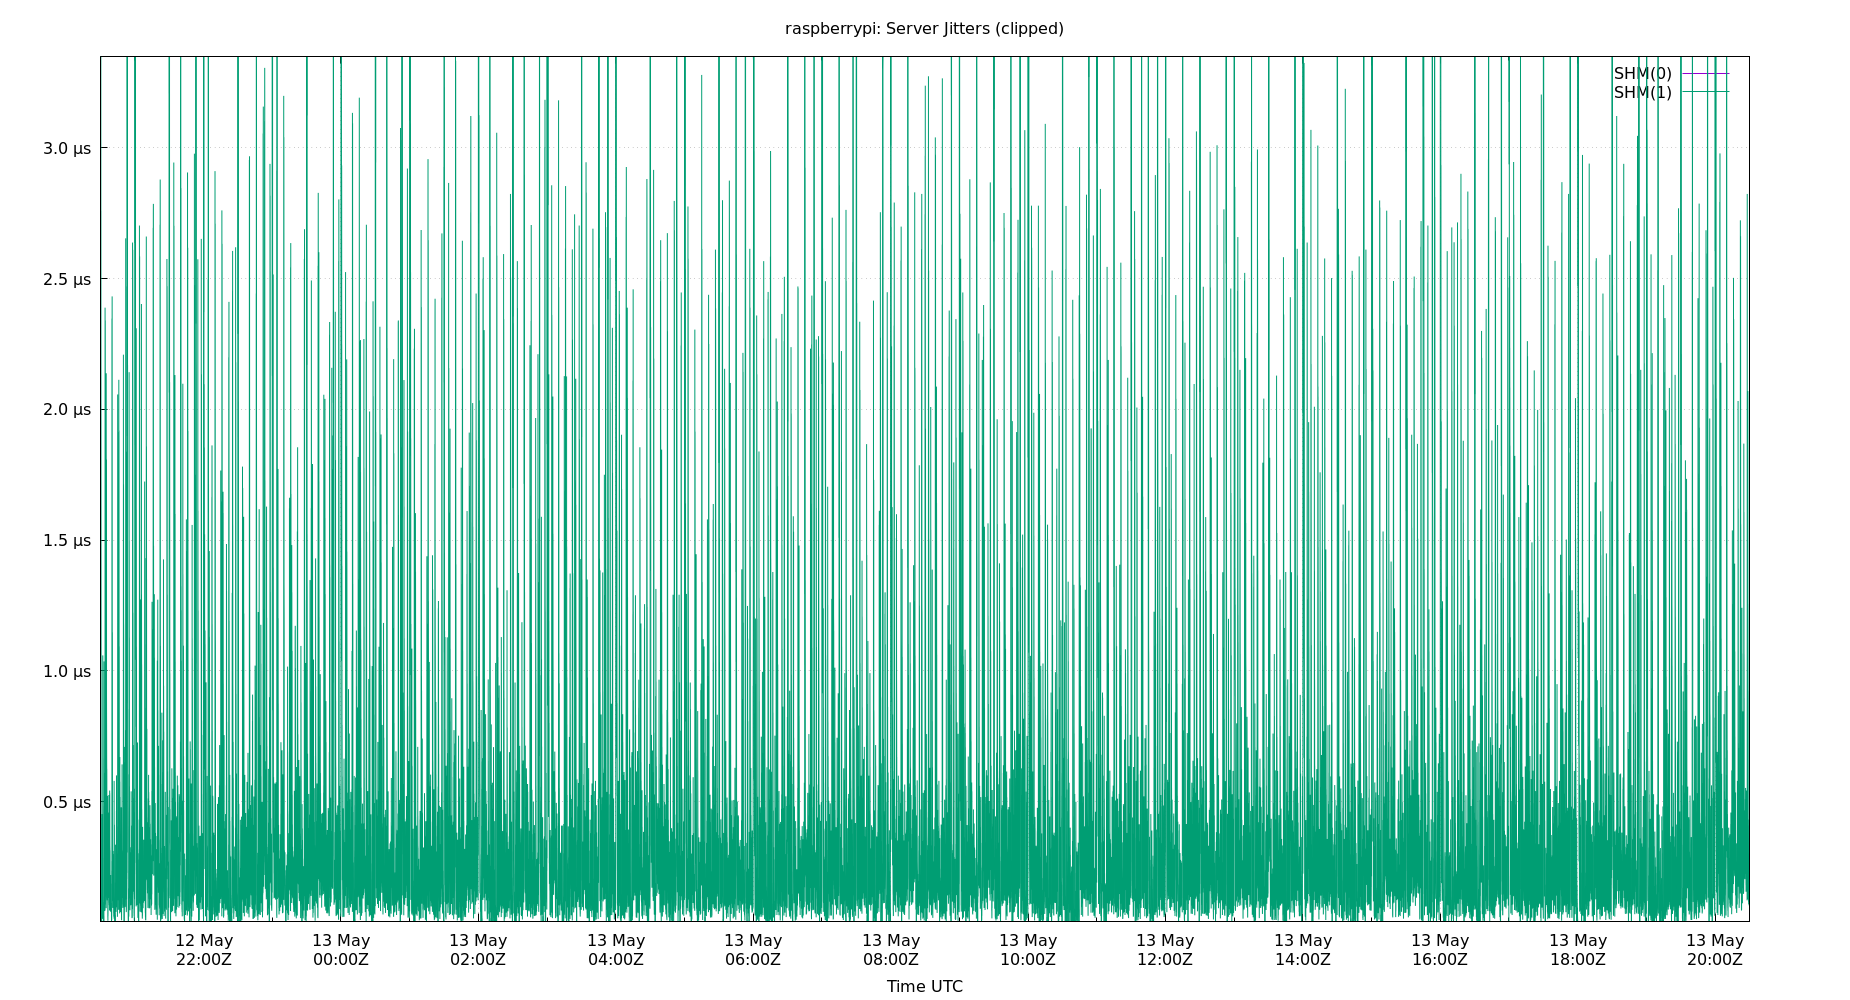 raspberrypi: Server Jitters (clipped)
SHM(0)
SHM(1)
3.0 µs
2.5 µs
2.0 µs
1.5 µs
1.0 µs
0.5 µs
12 May 13 May 13 May 13 May 13 May 13 May 13 May 13 May 13 May 13 May 13 May 13 May
22:00Z 00:00Z 02:00Z 04:00Z 06:00Z 08:00Z 10:00Z 12:00Z 14:00Z 16:00Z 18:00Z 20:00Z
Time UTC